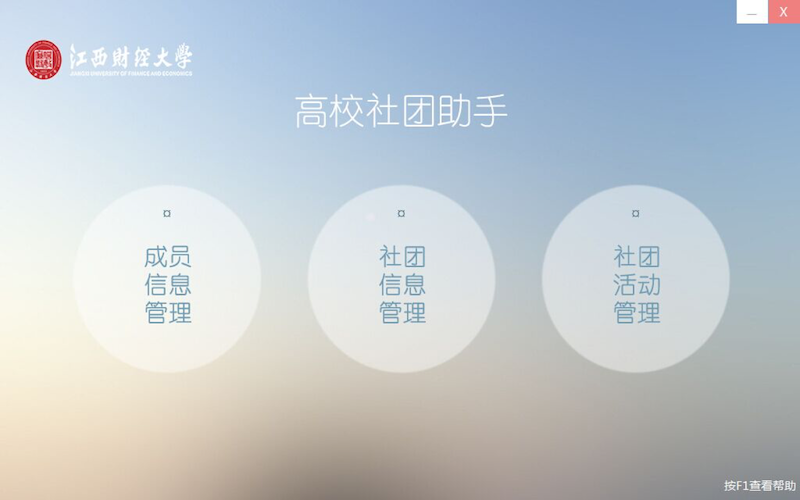 X
江西财经大学
JIANGXI UNIVERSITY OF FINANCE AND ECONOMICS
高校社团助手
成员
信息
管理
社团
信息
管理
社团
活动
管理
按F1查看帮助